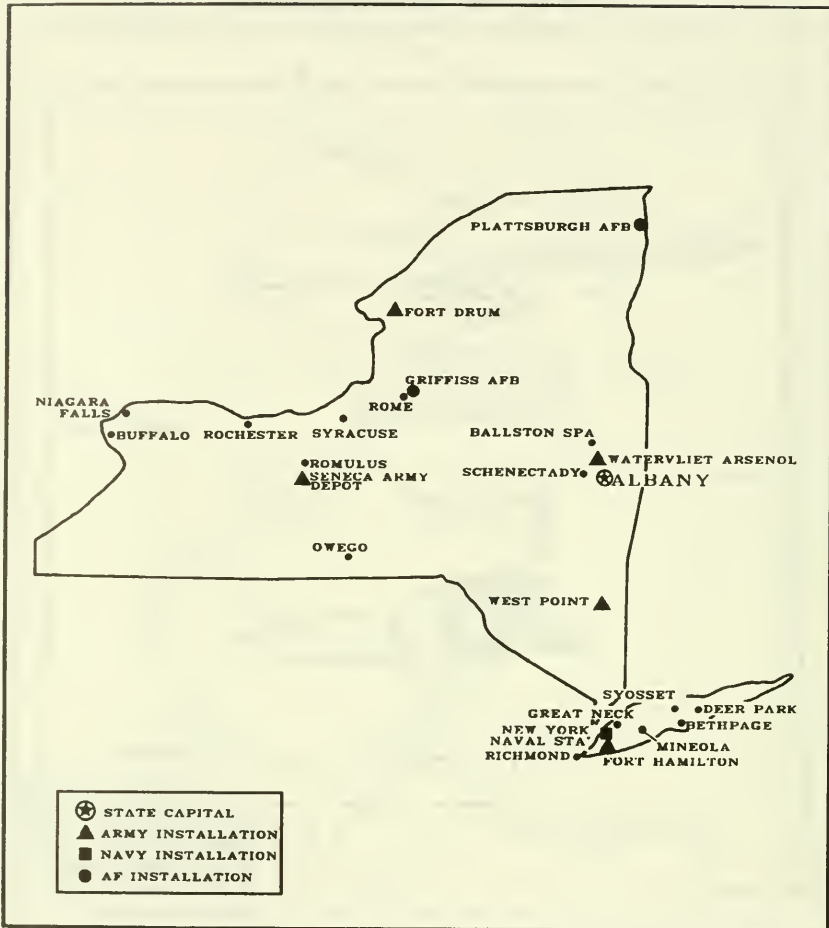 PLATTSBURGH AFB
FORT DRUM
GRIFFISS AFB
ROME
NIAGARA
FALLS
BUFFALO
ROCHESTER
SYRACUSE
BALLSTON SPA
WATERVLIET ARSENOL
ROMULUS
SENECA ARMY
DEPOT
SCHENECTADY
ALBANY
OWEGO
WEST POINT
SYOSSET
GREAT NECK
DEER PARK
NEW YORK
BETHPAGE
NAVAL STA
MINEOLA
RICHMOND
FORT HAMILTON
STATE CAPITAL
ARMY INSTALLATION
NAVY INSTALLATION
AF INSTALLATION